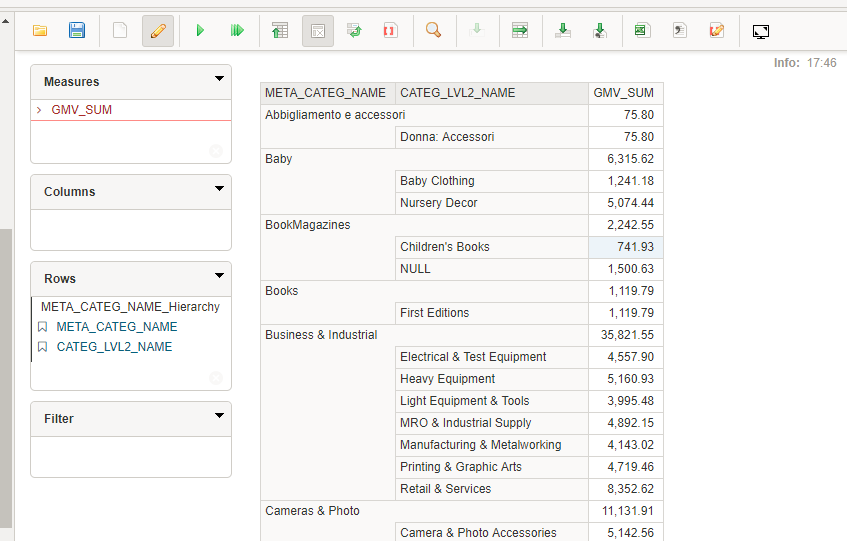 Info: 17:46
Measures
> GMV_SUM
Columns
Rows
META_CATEG_NAME_Hierarchy
META_CATEG_NAME
CATEG_LVL2_NAME
Filter
META_CATEG_NAME CATEG_LVL2_NAME GMV_SUM
Abbigliamento e accessori 75.80
Donna: Accessori 75.80
Baby 6,315.62
Baby Clothing 1,241.18
Nursery Decor 5,074.44
BookMagazines 2,242.55
Children's Books 741.93
NULL 1,500.63
Books 1,119.79
First Editions 1,119.79
Business & Industrial 35,821.55
Electrical & Test Equipment 4,557.90
Heavy Equipment 5,160.93
Light Equipment & Tools 3,995.48
MRO & Industrial Supply 4,892.15
Manufacturing & Metalworking 4,143.02
Printing & Graphic Arts 4,719.46
Retail & Services 8,352.62
Cameras & Photo 11,131.91
Camera & Photo Accessories 5,142.56